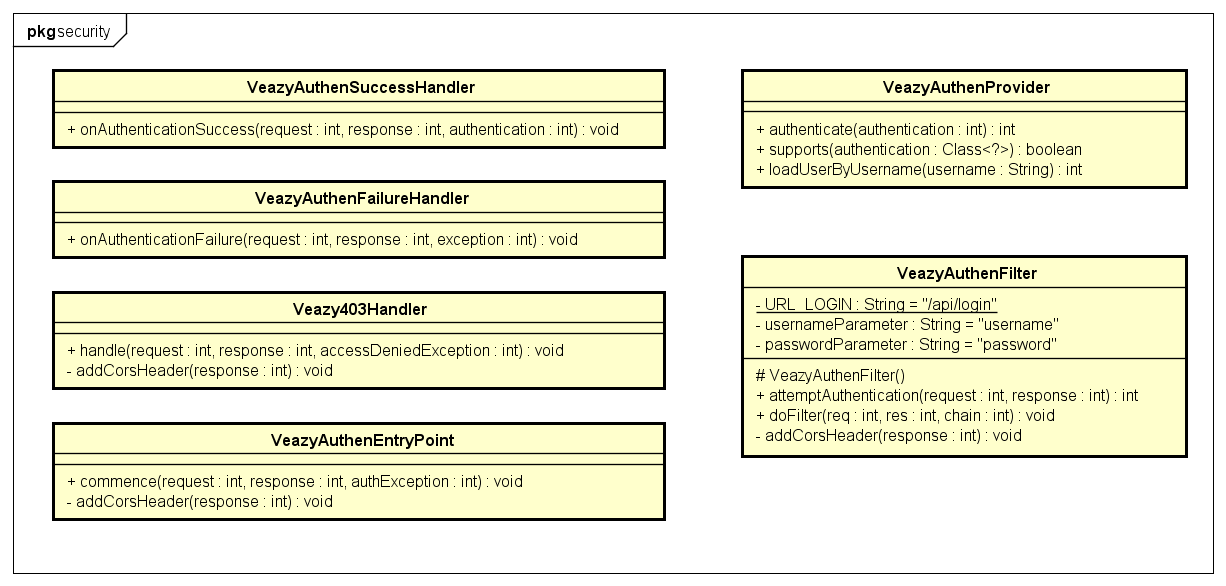 pkg security
VeazyAuthenSuccessHandler
+ onAuthenticationSuccess(request : int, response : int, authentication : int) : void
VeazyAuthenFailureHandler
+ onAuthenticationFailure(request : int, response : int, exception : int) : void
Veazy403Handler
+ handle(request : int, response : int, accessDeniedException : int) : void
- addCorsHeader(response : int) : void
VeazyAuthenEntryPoint
+ commence(request : int, response : int, authException : int) : void
- addCorsHeader(response : int) : void
VeazyAuthenProvider
+ authenticate(authentication : int) : int
+ supports(authentication : Class<?>) : boolean
+ loadUserByUsername(username : String) : int
VeazyAuthenFilter
- URL_LOGIN : String = "/api/login"
- usernameParameter : String = "username"
- passwordParameter : String = "password"
# VeazyAuthenFilter()
+ attemptAuthentication(request : int, response : int) : int
+ doFilter(req : int, res : int, chain : int) : void
- addCorsHeader(response : int) : void